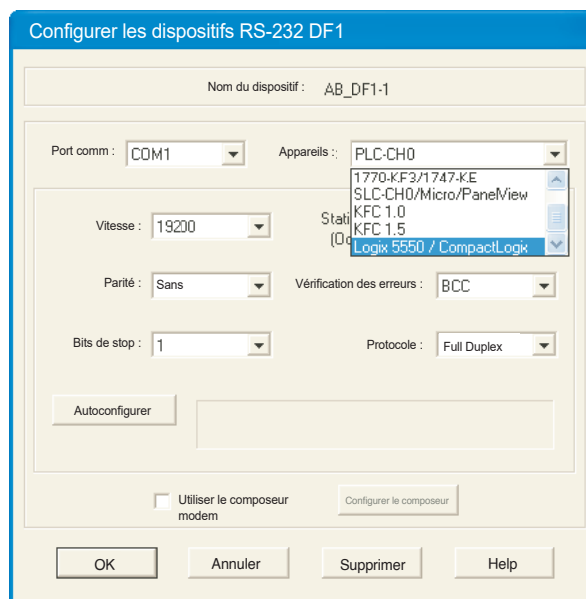 Configurer les dispositifs RS-232 DF1
Nom du dispositif : AB_DF1-1
Port comm : COM1 Appareils :: PLC-CH0
1770-KF3/1747-KE
SLC-CH0/Micro/PanelView
Vitesse : 19200 Stati KFC 1.0
KFC 1.5
(Oc Logix 5550 / CompactLogix
Parité : Sans Vérification des erreurs : BCC
Bits de stop : 1 Protocole : Full Duplex
Autoconfigurer
Utiliser le composeur Configurer le composeur
modem
OK Annuler Supprimer Help